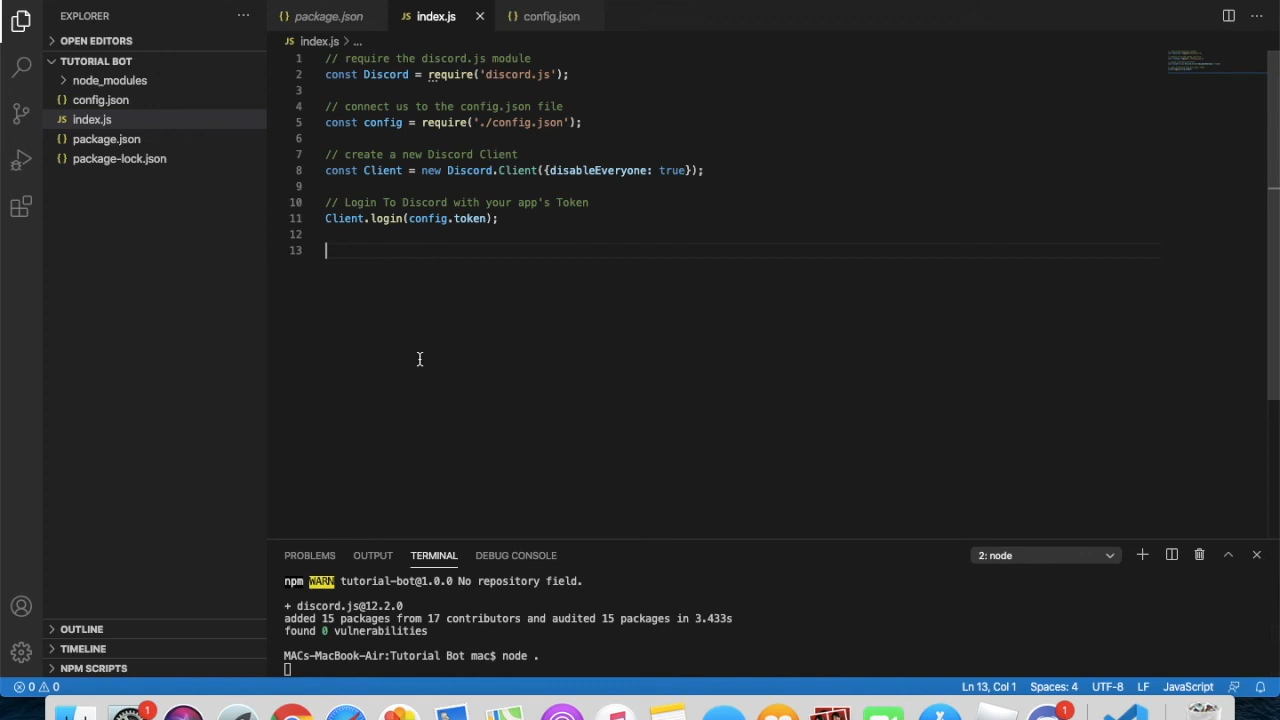 EXPLORER
OPEN EDITORS
TUTORIAL BOT
node_modules
{} config.json
JS index.js
{} package.json
{} package-lock.json
OUTLINE
TIMELINE
NPM SCRIPTS
{} package.json
JS index.js
{} config.json
JS index.js > ...
1 // require the discord.js module
2 const Discord = require('discord.js');
3
4 // connect us to the config.json file
5 const config = require('./config.json');
6
7 // create a new Discord Client
8 const Client = new Discord.Client({disableEveryone: true});
9
10 // Login To Discord with your app's Token
11 Client.login(config.token);
12
13
PROBLEMS OUTPUT TERMINAL DEBUG CONSOLE 2: node
npm WARN tutorial-bot@1.0.0 No repository field.
+ discord.js@12.2.0
added 15 packages from 17 contributors and audited 15 packages in 3.433s
found 0 vulnerabilities
MACs-MacBook-Air:Tutorial Bot mac$ node .
0 0 Ln 13, Col 1 Spaces: 4 UTF-8 LF JavaScript
1 1